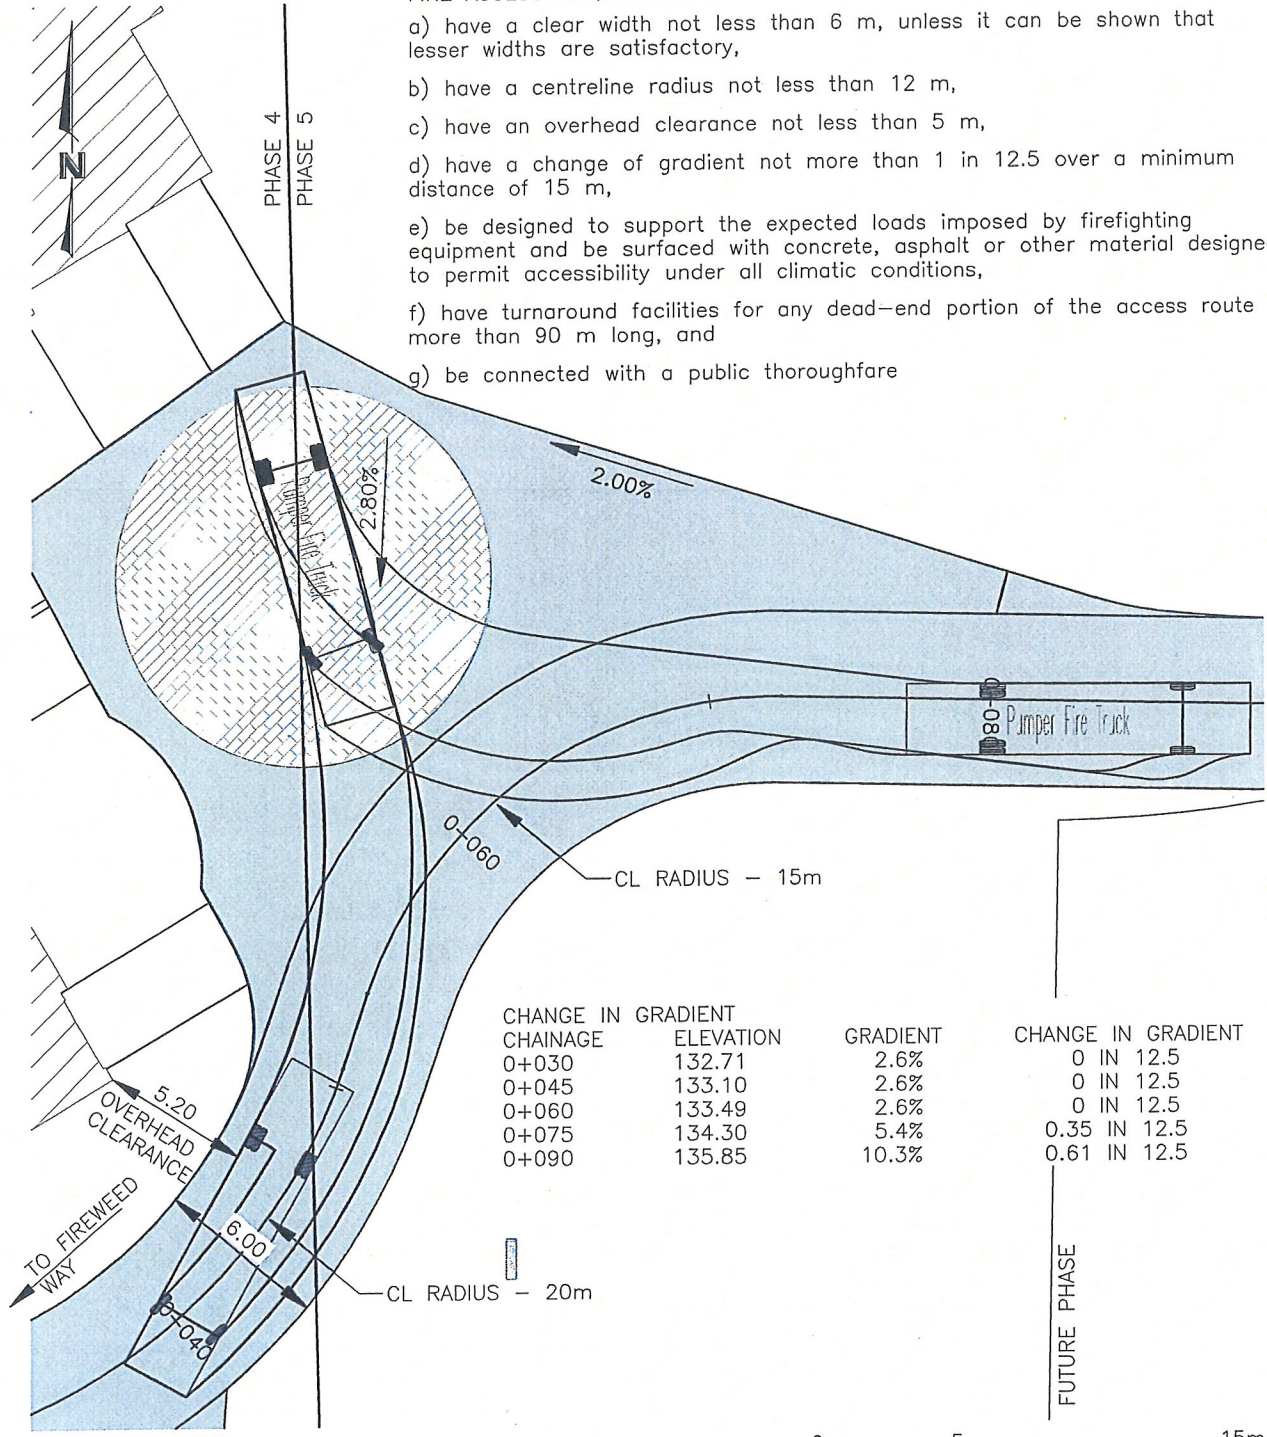 a) have a clear width not less than 6 m, unless it can be shown that
lesser widths are satisfactory,
b) have a centreline radius not less than 12 m,
c) have an overhead clearance not less than 5 m,
d) have a change of gradient not more than 1 in 12.5 over a minimum
distance of 15 m,
e) be designed to support the expected loads imposed by firefighting
equipment and be surfaced with concrete, asphalt or other material designe
to permit accessibility under all climatic conditions,
f) have turnaround facilities for any dead-end portion of the access route
more than 90 m long, and
g) be connected with a public thoroughfare
N
PHASE 4
PHASE 5
2.00%
2.80%
Pumper Fire Truck
Pumper Fire Truck
0+060
CL RADIUS - 15m
CHANGE IN GRADIENT
CHAINAGE ELEVATION GRADIENT CHANGE IN GRADIENT
0+030 132.71 2.6% 0 IN 12.5
0+045 133.10 2.6% 0 IN 12.5
0+060 133.49 2.6% 0 IN 12.5
0+075 134.30 5.4% 0.35 IN 12.5
0+090 135.85 10.3% 0.61 IN 12.5
5.20
OVERHEAD
CLEARANCE
TO FIREWEED
WAY
6.00
CL RADIUS - 20m
0+040
FUTURE PHASE
15m